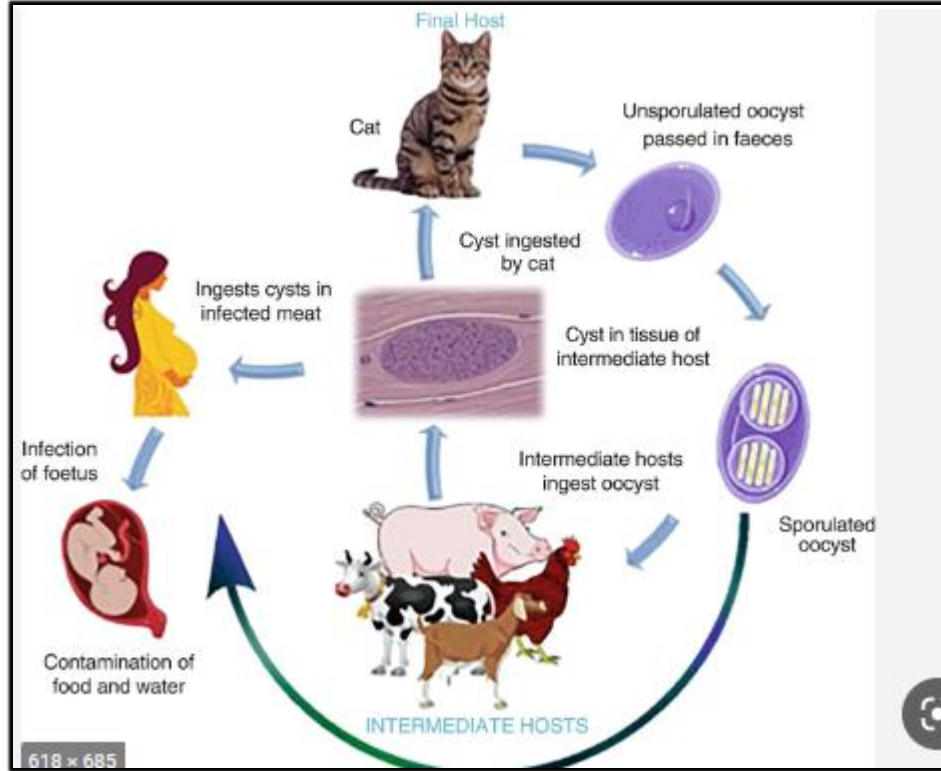 Final Host
Cat
Unsporulated oocyst
passed in faeces
Cyst ingested
by cat
Ingests cysts in
infected meat
Cyst in tissue of
intermediate host
Infection
of foetus
Intermediate hosts
ingest oocyst
Sporulated
oocyst
Contamination of
food and water
INTERMEDIATE HOSTS
618 × 685